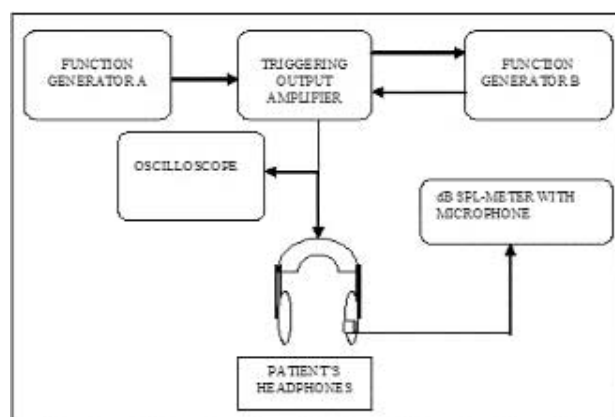 FUNCTION
GENERATOR A
TRIGGERING
OUTPUT
AMPLIFIER
FUNCTION
GENERATOR B
OSCILLOSCOPE
dB SPL-METER WITH
MICROPHONE
PATIENT'S
HEADPHONES